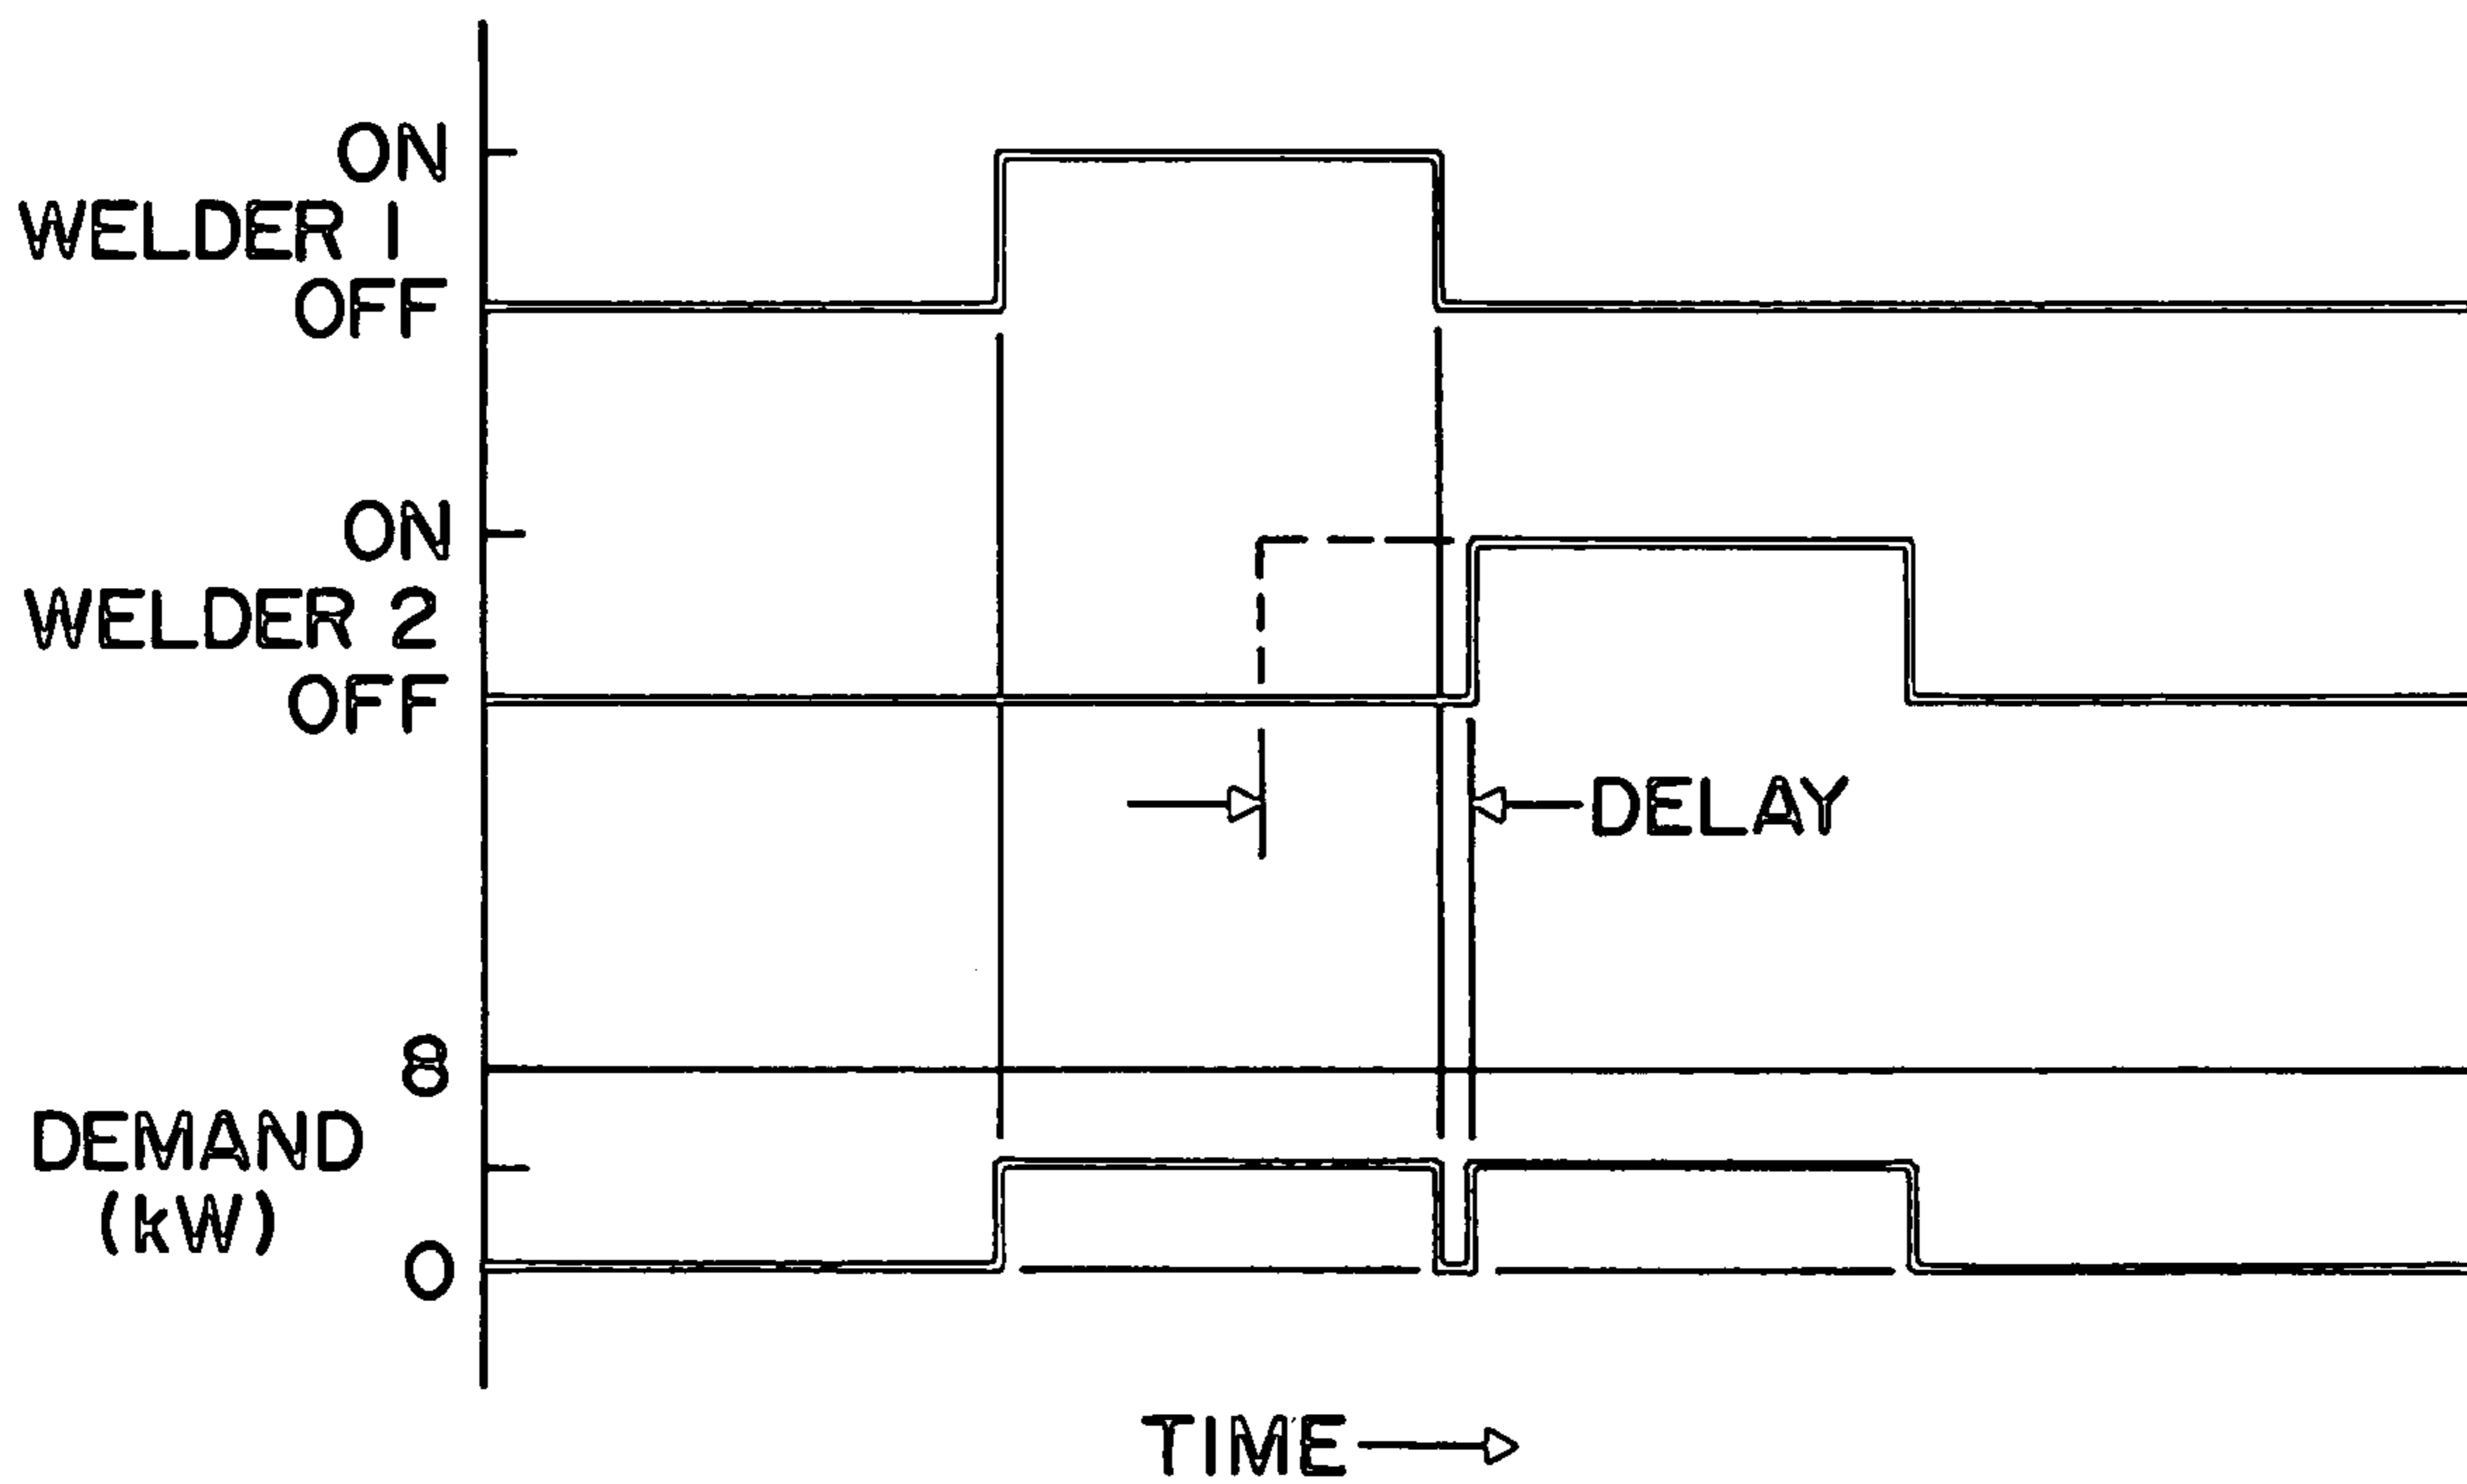 ON
WELDER 1
OFF
ON
WELDER 2
OFF
DELAY
8
DEMAND
(kW)
0
TIME